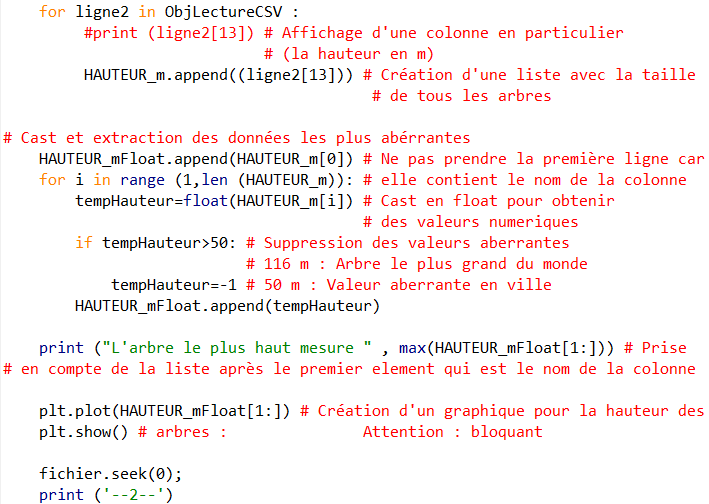 for ligne2 in ObjLectureCSV :
#print (ligne2[13]) # Affichage d'une colonne en particulier
# (la hauteur en m)
HAUTEUR_m.append((ligne2[13])) # Création d'une liste avec la taille
# de tous les arbres
# Cast et extraction des données les plus abérrantes
HAUTEUR_mFloat.append(HAUTEUR_m[0]) # Ne pas prendre la première ligne car
for i in range (1,len (HAUTEUR_m)): # elle contient le nom de la colonne
tempHauteur=float(HAUTEUR_m[i]) # Cast en float pour obtenir
# des valeurs numeriques
if tempHauteur>50: # Suppression des valeurs aberrantes
# 116 m : Arbre le plus grand du monde
tempHauteur=-1 # 50 m : Valeur aberrante en ville
HAUTEUR_mFloat.append(tempHauteur)
print ("L'arbre le plus haut mesure " , max(HAUTEUR_mFloat[1:])) # Prise
# en compte de la liste après le premier element qui est le nom de la colonne
plt.plot(HAUTEUR_mFloat[1:]) # Création d'un graphique pour la hauteur des
plt.show() # arbres :               Attention : bloquant
fichier.seek(0);
print ('--2--')